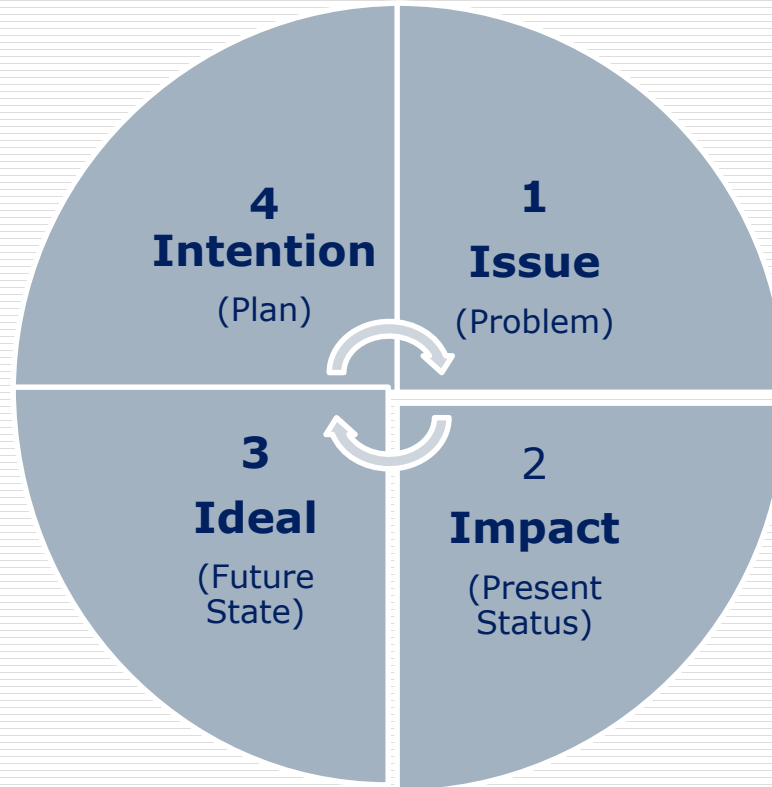 1
Issue
(Problem)
2
Impact
(Present
Status)
3
Ideal
(Future
State)
4
Intention
(Plan)